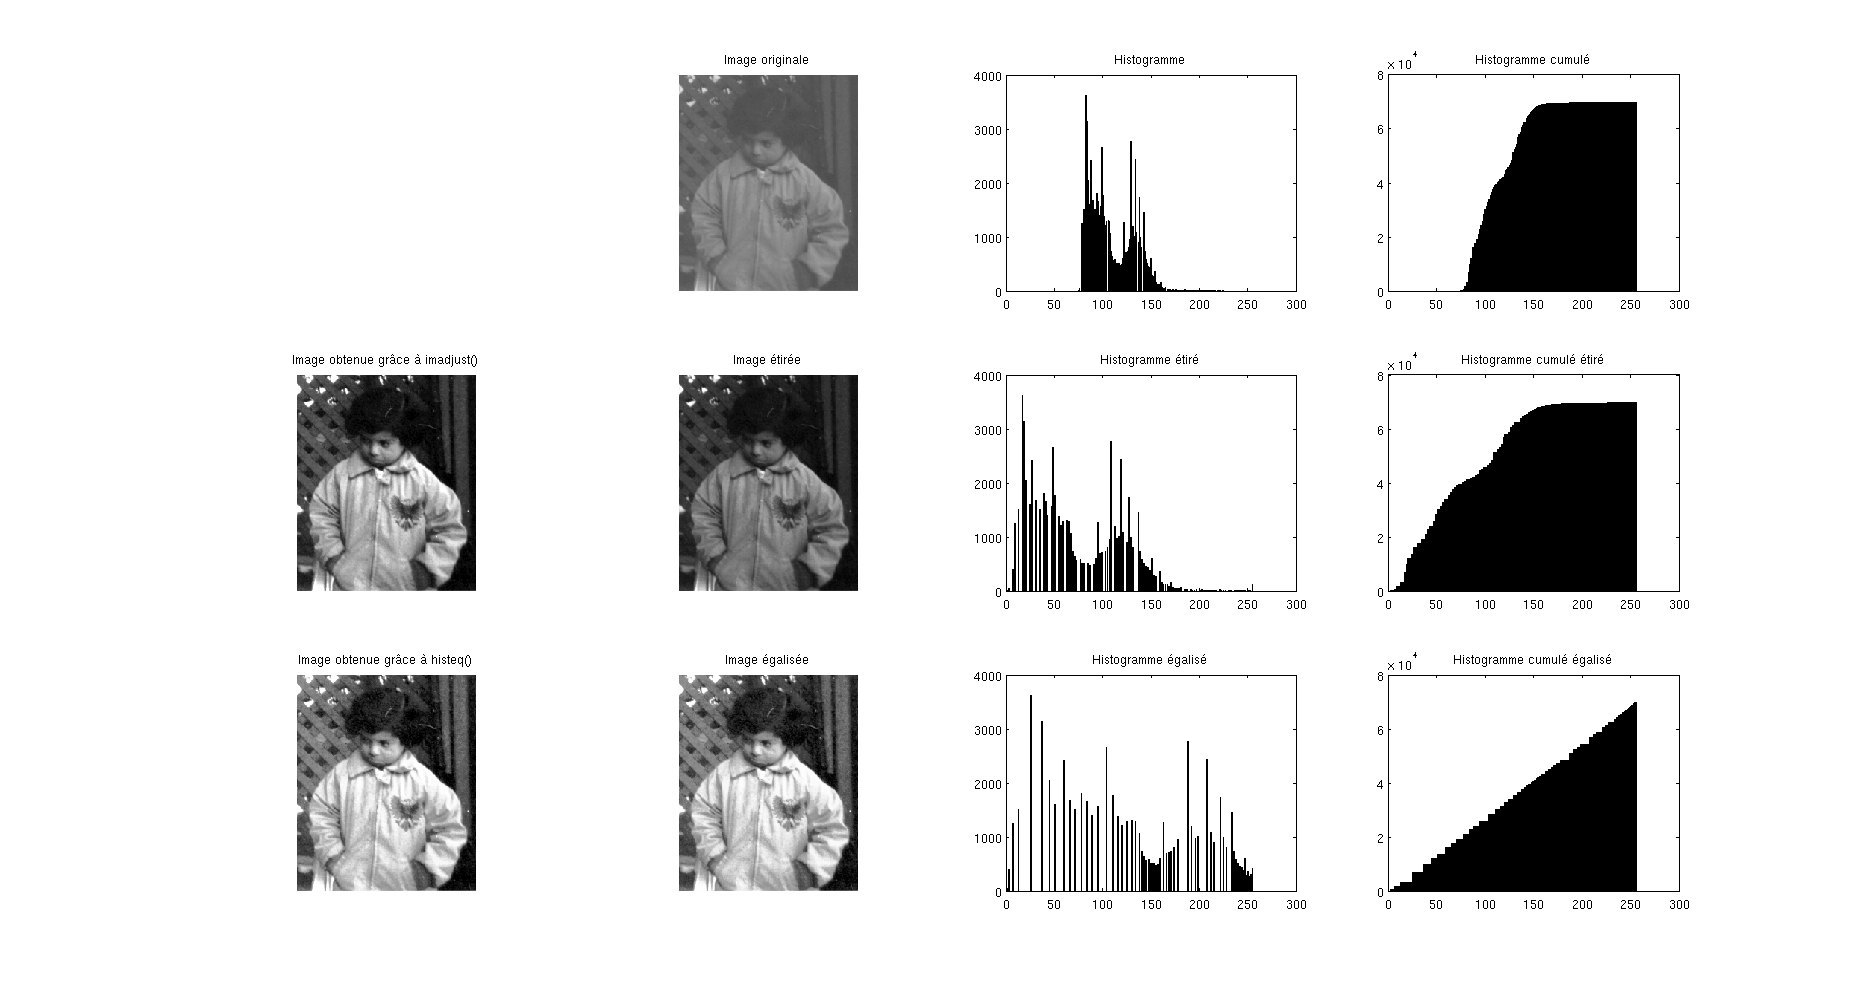 Image originale
Histogramme
Histogramme cumulé
4000
3000
2000
1000
0
0 50 100 150 200 250 300
× 10^4
8
6
4
2
0
0 50 100 150 200 250 300
Image obtenue grâce à imadjust()
Image étirée
Histogramme étiré
Histogramme cumulé étiré
4000
3000
2000
1000
0
0 50 100 150 200 250 300
× 10^4
8
6
4
2
0
0 50 100 150 200 250 300
Image obtenue grâce à histeq()
Image égalisée
Histogramme égalisé
Histogramme cumulé égalisé
4000
3000
2000
1000
0
0 50 100 150 200 250 300
× 10^4
8
6
4
2
0
0 50 100 150 200 250 300